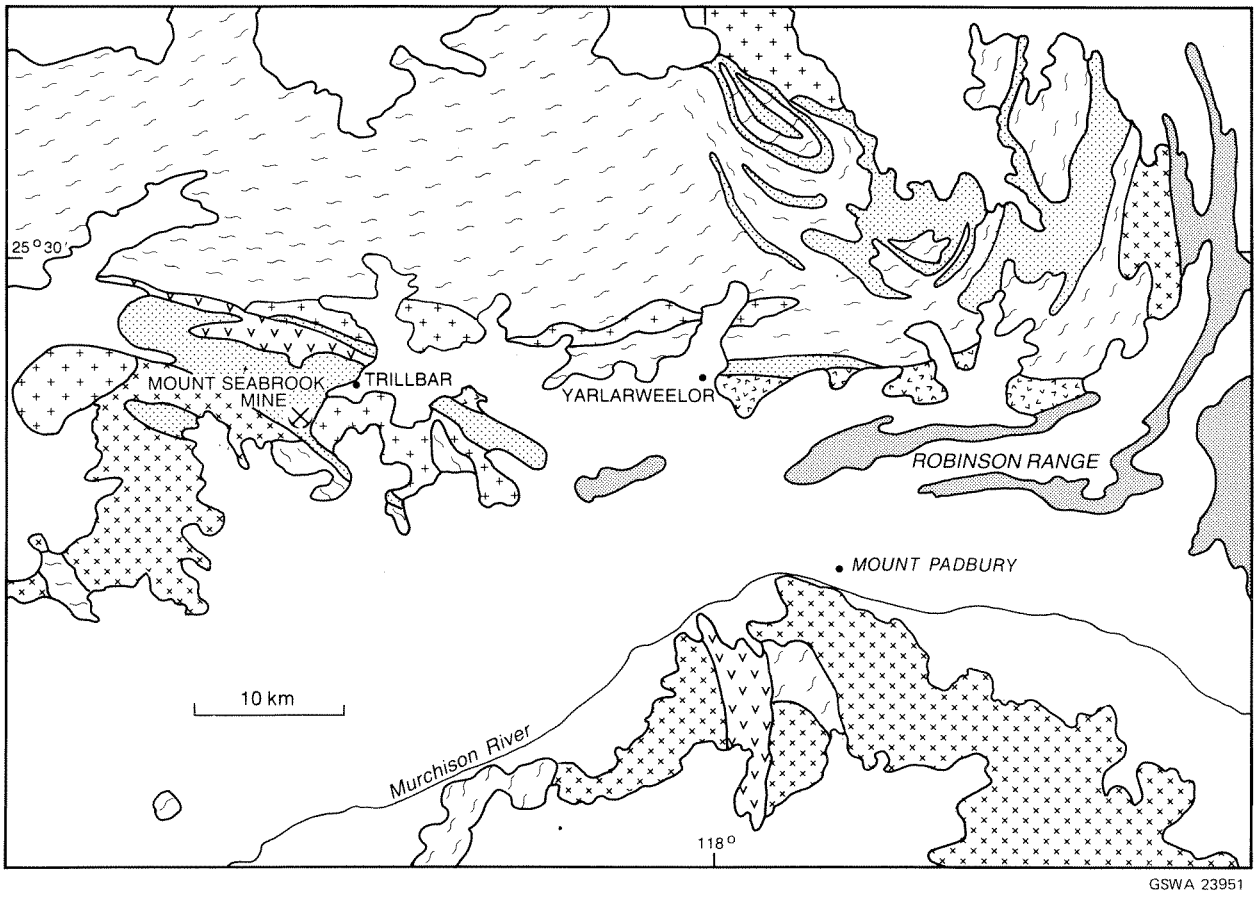 25°30′
MOUNT SEABROOK
MINE
TRILLBAR
YARLARWEELOR
ROBINSON RANGE
MOUNT PADBURY
10 km
Murchison River
118°
GSWA 23951